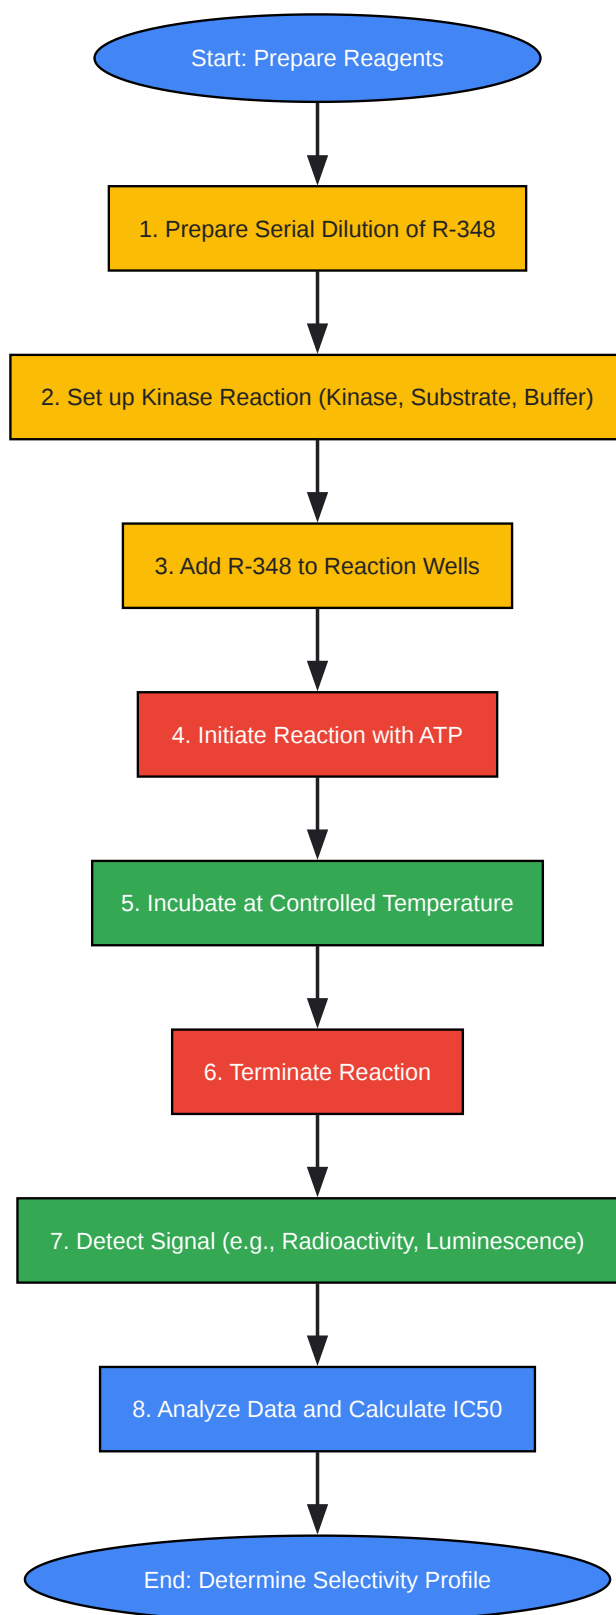 Start: Prepare Reagents
1. Prepare Serial Dilution of R-348
2. Set up Kinase Reaction (Kinase, Substrate, Buffer)
3. Add R-348 to Reaction Wells
4. Initiate Reaction with ATP
5. Incubate at Controlled Temperature
6. Terminate Reaction
7. Detect Signal (e.g., Radioactivity, Luminescence)
8. Analyze Data and Calculate IC50
End: Determine Selectivity Profile